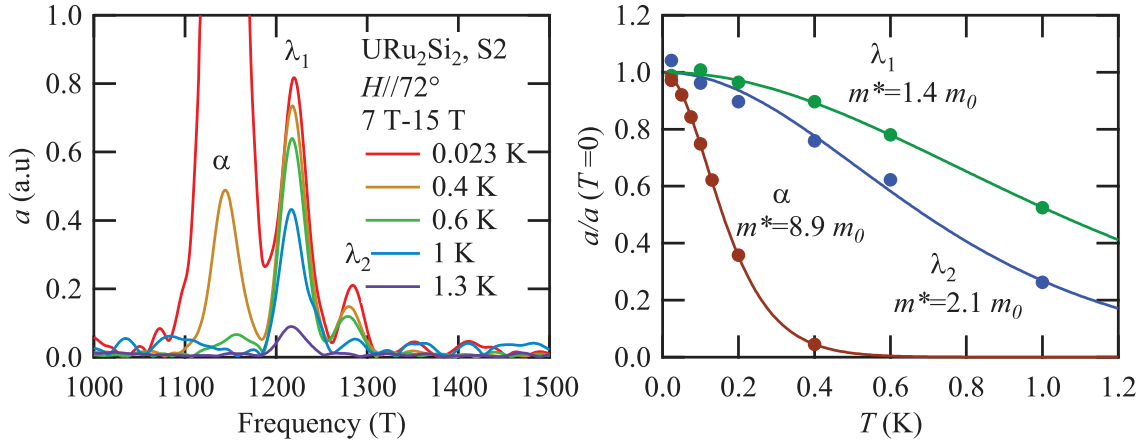 1.0
0.8
0.6
0.4
0.2
0.0
a (a.u)
1000
1100
1200
1300
1400
1500
Frequency (T)
α
λ₁
λ₂
URu₂Si₂, S2
H//72°
7 T-15 T
0.023 K
0.4 K
0.6 K
1 K
1.3 K
1.2
1.0
0.8
0.6
0.4
0.2
0.0
a/a (T=0)
0.0
0.2
0.4
0.6
0.8
1.0
1.2
T (K)
λ₁
m*=1.4 m₀
α
m*=8.9 m₀
λ₂
m*=2.1 m₀